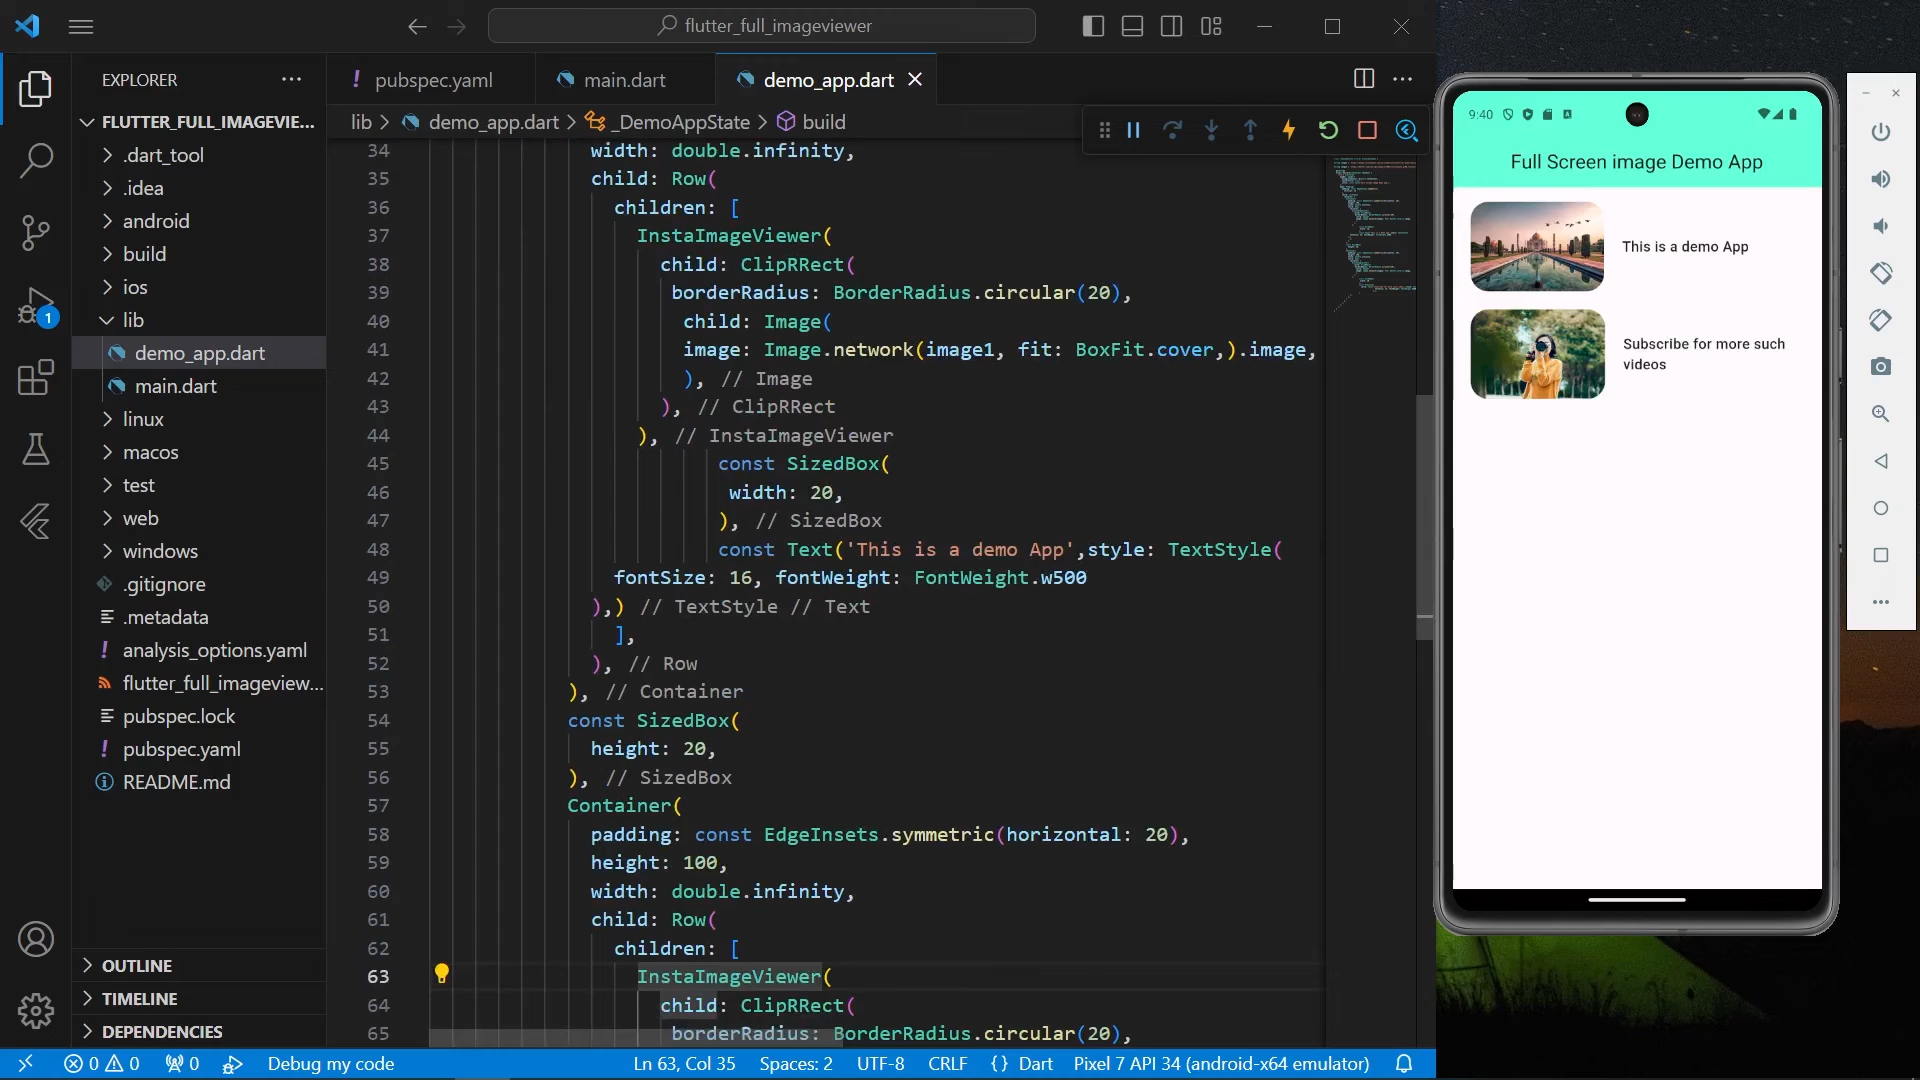 flutter_full_imageviewer
EXPLORER
pubspec.yaml
main.dart
demo_app.dart
lib > demo_app.dart > _DemoAppState > build
FLUTTER_FULL_IMAGEVIE...
.dart_tool
.idea
android
build
ios
lib
demo_app.dart
main.dart
linux
macos
test
web
windows
.gitignore
.metadata
analysis_options.yaml
flutter_full_imageview...
pubspec.lock
pubspec.yaml
README.md
OUTLINE
TIMELINE
DEPENDENCIES
1
34 width: double.infinity,
35 child: Row(
36 children: [
37 InstaImageViewer(
38 child: ClipRRect(
39 borderRadius: BorderRadius.circular(20),
40 child: Image(
41 image: Image.network(image1, fit: BoxFit.cover,).image,
42 ), // Image
43 ), // ClipRRect
44 ), // InstaImageViewer
45 const SizedBox(
46 width: 20,
47 ), // SizedBox
48 const Text('This is a demo App',style: TextStyle(
49 fontSize: 16, fontWeight: FontWeight.w500
50 ),) // TextStyle // Text
51 ],
52 ), // Row
53 ), // Container
54 const SizedBox(
55 height: 20,
56 ), // SizedBox
57 Container(
58 padding: const EdgeInsets.symmetric(horizontal: 20),
59 height: 100,
60 width: double.infinity,
61 child: Row(
62 children: [
63 InstaImageViewer(
64 child: ClipRRect(
65 borderRadius: BorderRadius.circular(20),
9:40
Full Screen image Demo App
This is a demo App
Subscribe for more such
videos
0 0 0 Debug my code Ln 63, Col 35 Spaces: 2 UTF-8 CRLF {} Dart Pixel 7 API 34 (android-x64 emulator)